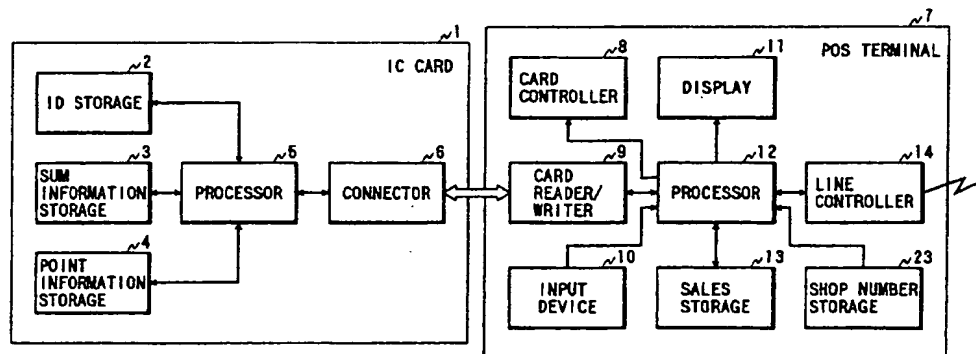 1
IC CARD
2
ID STORAGE
3
SUM
INFORMATION
STORAGE
4
POINT
INFORMATION
STORAGE
5
PROCESSOR
6
CONNECTOR
7
POS TERMINAL
8
CARD
CONTROLLER
11
DISPLAY
9
CARD
READER/
WRITER
12
PROCESSOR
14
LINE
CONTROLLER
10
INPUT
DEVICE
13
SALES
STORAGE
23
SHOP NUMBER
STORAGE